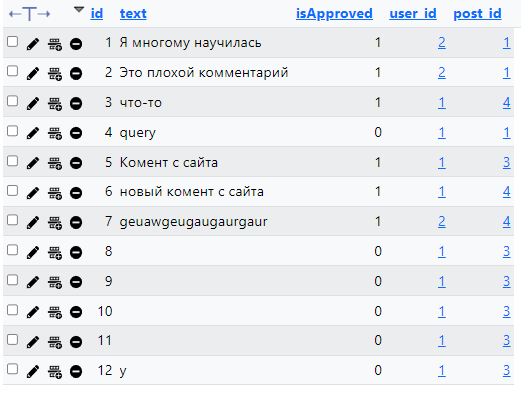 id text isApproved user_id post_id
1 Я многому научилась 1 2 1
2 Это плохой комментарий 1 2 1
3 что-то 1 1 4
4 query 0 1 1
5 Комент с сайта 1 1 3
6 новый комент с сайта 1 1 4
7 geuawgeugaugaurgaur 1 2 4
8 0 1 3
9 0 1 3
10 0 1 3
11 0 1 3
12 y 0 1 3